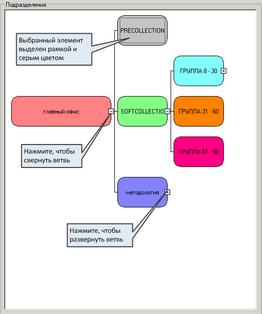 Подразделения
PRECOLLECTION
Выбранный элемент
выделен рамкой и
серым цветом
ГРУППА 8 - 30
ГЛАВНЫЙ ОФИС
SOFTCOLLECTIO
ГРУППА 31 - 60
Нажмите, чтобы
свернуть ветвь
ГРУППА 61 - 90
МЕТОДОЛОГИЯ
Нажмите, чтобы
развернуть ветвь